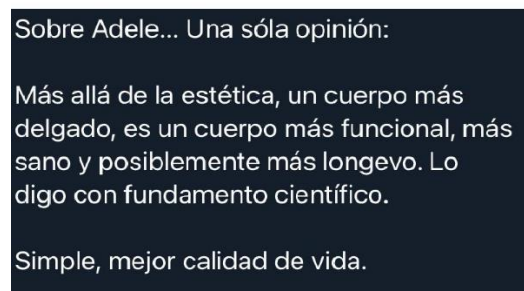 Sobre Adele... Una sóla opinión:
Más allá de la estética, un cuerpo más
delgado, es un cuerpo más funcional, más
sano y posiblemente más longevo. Lo
digo con fundamento científico.
Simple, mejor calidad de vida.